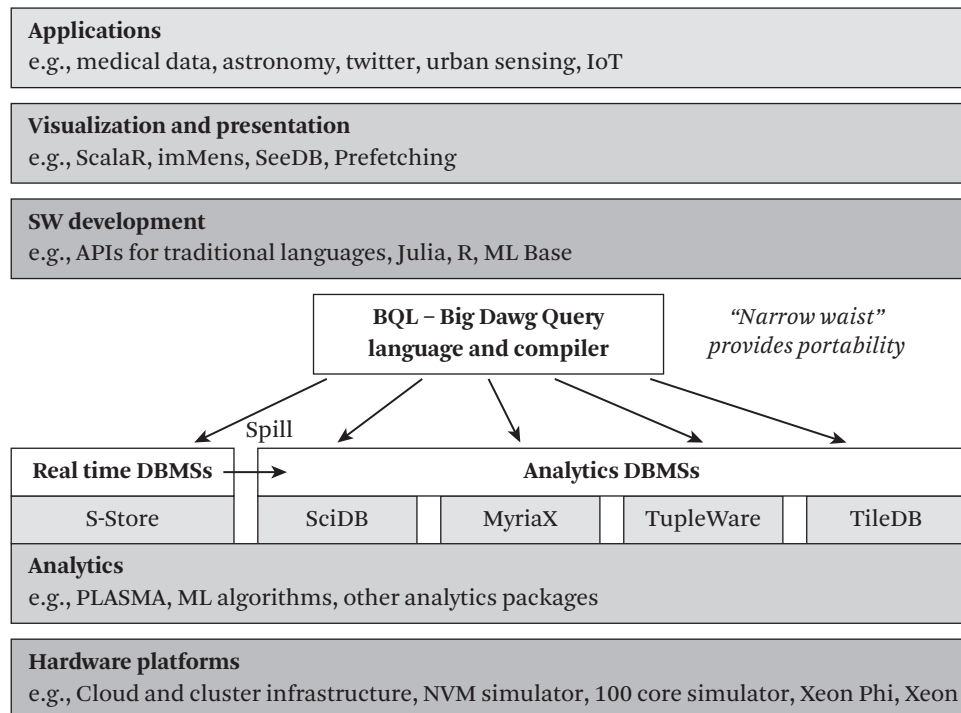 Applications
e.g., medical data, astronomy, twitter, urban sensing, IoT
Visualization and presentation
e.g., ScalaR, imMens, SeeDB, Prefetching
SW development
e.g., APIs for traditional languages, Julia, R, ML Base
BQL – Big Dawg Query
language and compiler
“Narrow waist”
provides portability
Spill
Real time DBMSs
Analytics DBMSs
S-Store
SciDB
MyriaX
TupleWare
TileDB
Analytics
e.g., PLASMA, ML algorithms, other analytics packages
Hardware platforms
e.g., Cloud and cluster infrastructure, NVM simulator, 100 core simulator, Xeon Phi, Xeon